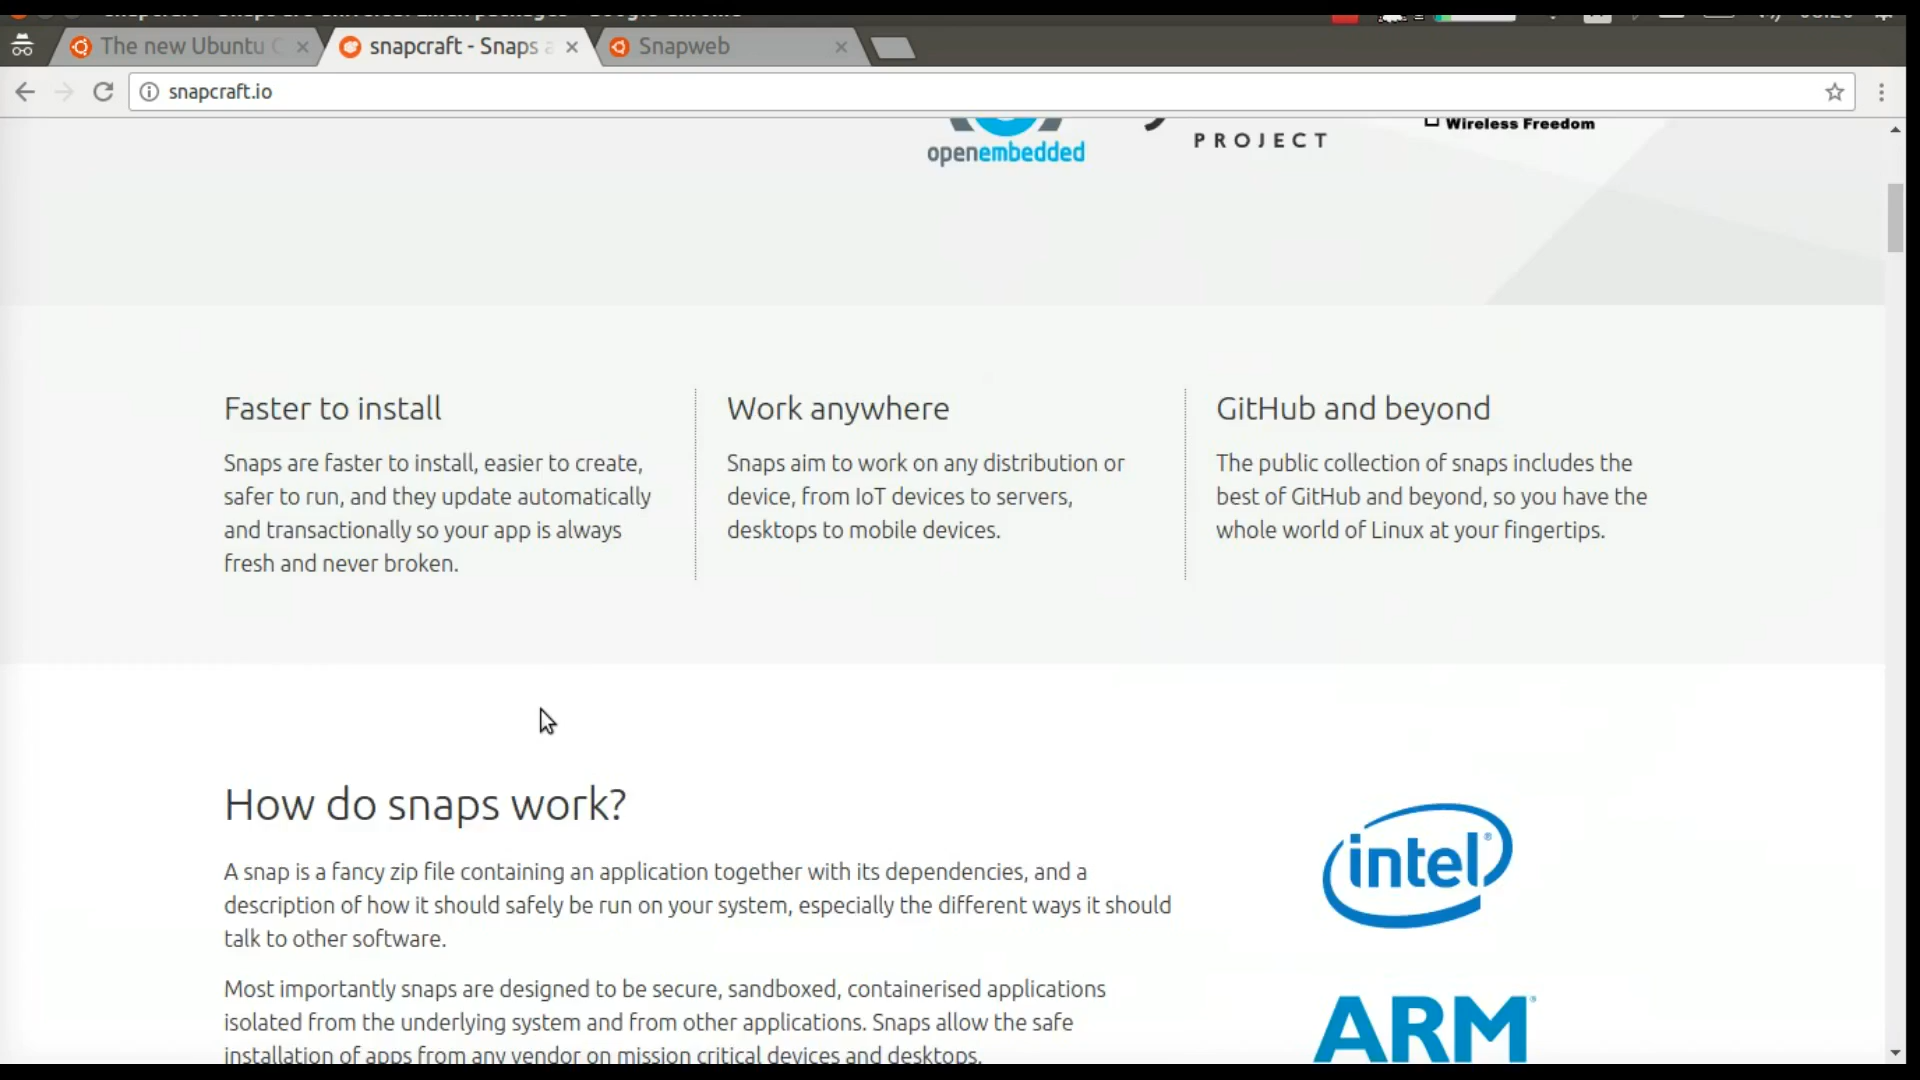 The new Ubuntu
snapcraft - Snaps a
Snapweb
snapcraft.io
openembedded
PROJECT
Wireless Freedom
Faster to install
Snaps are faster to install, easier to create,
safer to run, and they update automatically
and transactionally so your app is always
fresh and never broken.
Work anywhere
Snaps aim to work on any distribution or
device, from IoT devices to servers,
desktops to mobile devices.
GitHub and beyond
The public collection of snaps includes the
best of GitHub and beyond, so you have the
whole world of Linux at your fingertips.
How do snaps work?
A snap is a fancy zip file containing an application together with its dependencies, and a
description of how it should safely be run on your system, especially the different ways it should
talk to other software.
Most importantly snaps are designed to be secure, sandboxed, containerised applications
isolated from the underlying system and from other applications. Snaps allow the safe
installation of apps from any vendor on mission critical devices and desktops.
intel®
ARM®